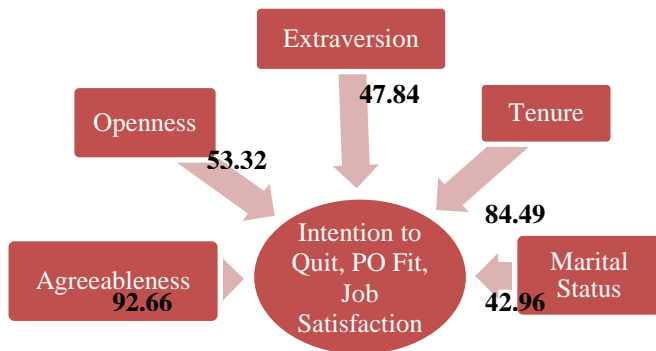 Extraversion
47.84
Openness
53.32
Tenure
84.49
Intention to
Quit, PO Fit,
Job
Satisfaction
Agreeableness
92.66
Marital
Status
42.96